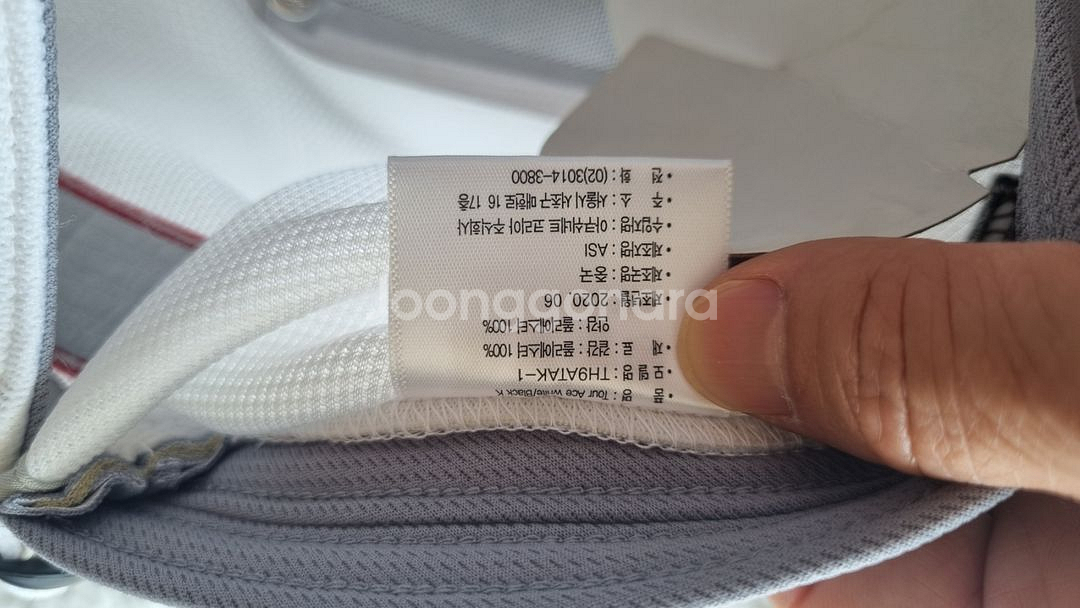 • 품 명 : Tour Ace White/Black K
• 모 델 명 : TH9ATAK-1
• 재 료 : 겉감 : 폴리에스터 100%
안감 : 폴리에스터 100%
• 제조년월 : 2020. 06
• 제조국명 : 중국
• 제조자명 : ASI
• 수입자명 : 아쿠쉬네트 코리아 주식회사
• 주 소 : 서울시 서초구 매헌로 16 17층
• 전 화 : (02)3014-3800
joonggonara